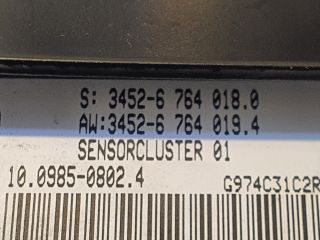 S: 3452-6 764 018.0
AW:3452-6 764 019.4
SENSORCLUSTER 01
10.0985-0802.4
G974C31C2R